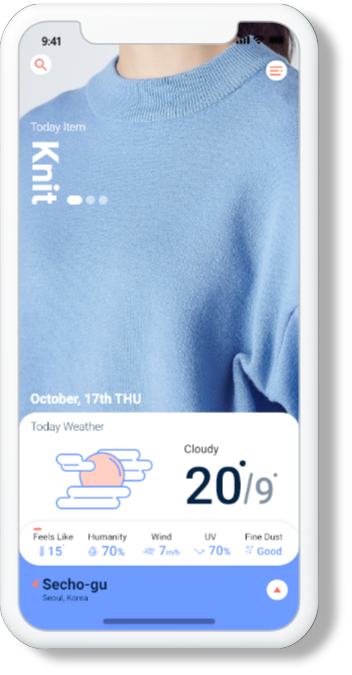 9:41
Today Item
Knit
October, 17th THU
Today Weather
Cloudy
20°/9°
Feels Like Humanity Wind UV Fine Dust
15° 70% 7m/h 70% Good
Secho-gu
Seoul, Korea